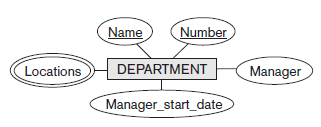 Name
Number
Locations
DEPARTMENT
Manager
Manager_start_date